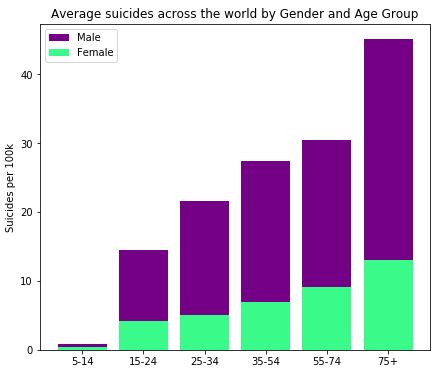 Average suicides across the world by Gender and Age Group
Male
Female
Suicides per 100k
40
30
20
10
0
5-14
15-24
25-34
35-54
55-74
75+